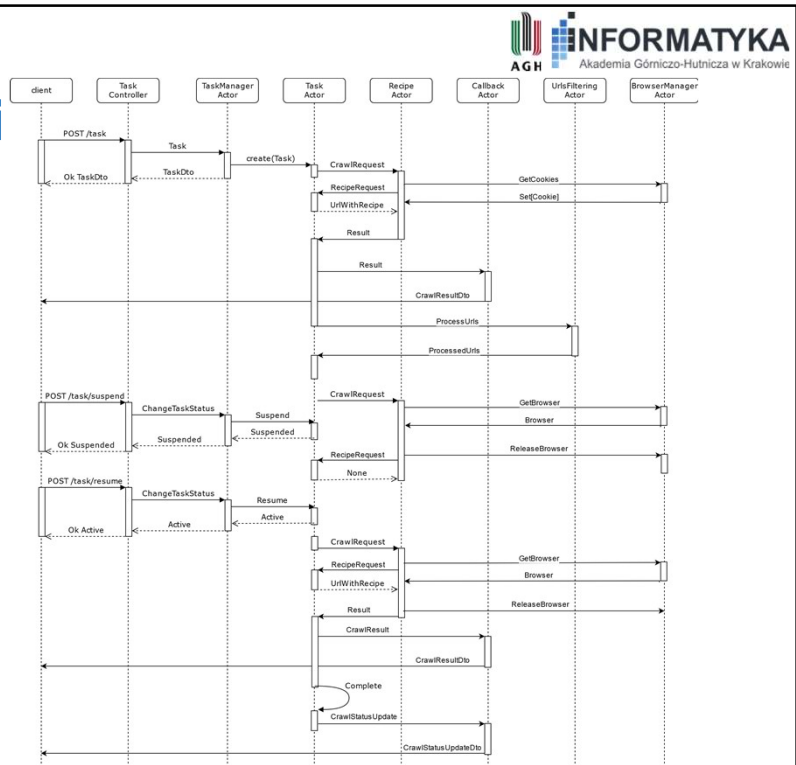 AGH
INFORMATYKA
Akademia Górniczo-Hutnicza w Krakowie
client
Task
Controller
TaskManager
Actor
Task
Actor
Recipe
Actor
Callback
Actor
UrlsFiltering
Actor
BrowserManager
Actor
POST /task
Task
create(Task)
CrawlRequest
Ok TaskDto
TaskDto
GetCookies
RecipeRequest
Set[Cookie]
UrlWithRecipe
Result
Result
CrawlResultDto
ProcessUrls
ProcessedUrls
POST /task/suspend
CrawlRequest
ChangeTaskStatus
GetBrowser
Suspend
Browser
Suspended
Suspended
Ok Suspended
ReleaseBrowser
RecipeRequest
None
POST /task/resume
ChangeTaskStatus
Resume
Active
Active
Ok Active
CrawlRequest
GetBrowser
RecipeRequest
Browser
UrlWithRecipe
ReleaseBrowser
Result
CrawlResult
CrawlResultDto
Complete
CrawlStatusUpdate
CrawlStatusUpdateDto